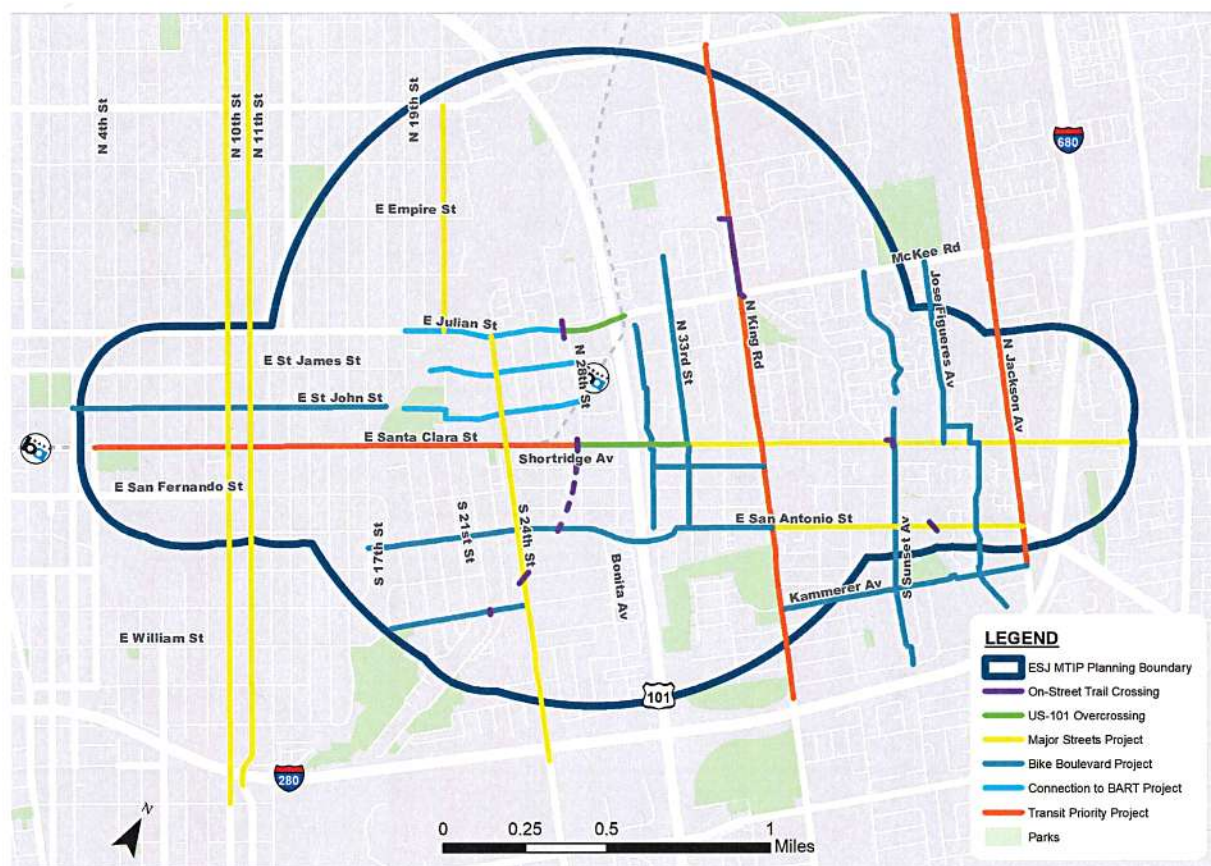 N 4th St
N 10th St
N 11th St
N 19th St
680
E Empire St
McKee Rd
Jose Figueres Av
E Julian St
N 28th St
N 33rd St
N King Rd
N Jackson Av
E St James St
E St John St
E Santa Clara St
Shortridge Av
E San Fernando St
S 17th St
S 21st St
S 24th St
E San Antonio St
Bonita Av
S Sunset Av
Kammerer Av
E William St
101
280
N
0 0.25 0.5 1
Miles
LEGEND
ESJ MTIP Planning Boundary
On-Street Trail Crossing
US-101 Overcrossing
Major Streets Project
Bike Boulevard Project
Connection to BART Project
Transit Priority Project
Parks